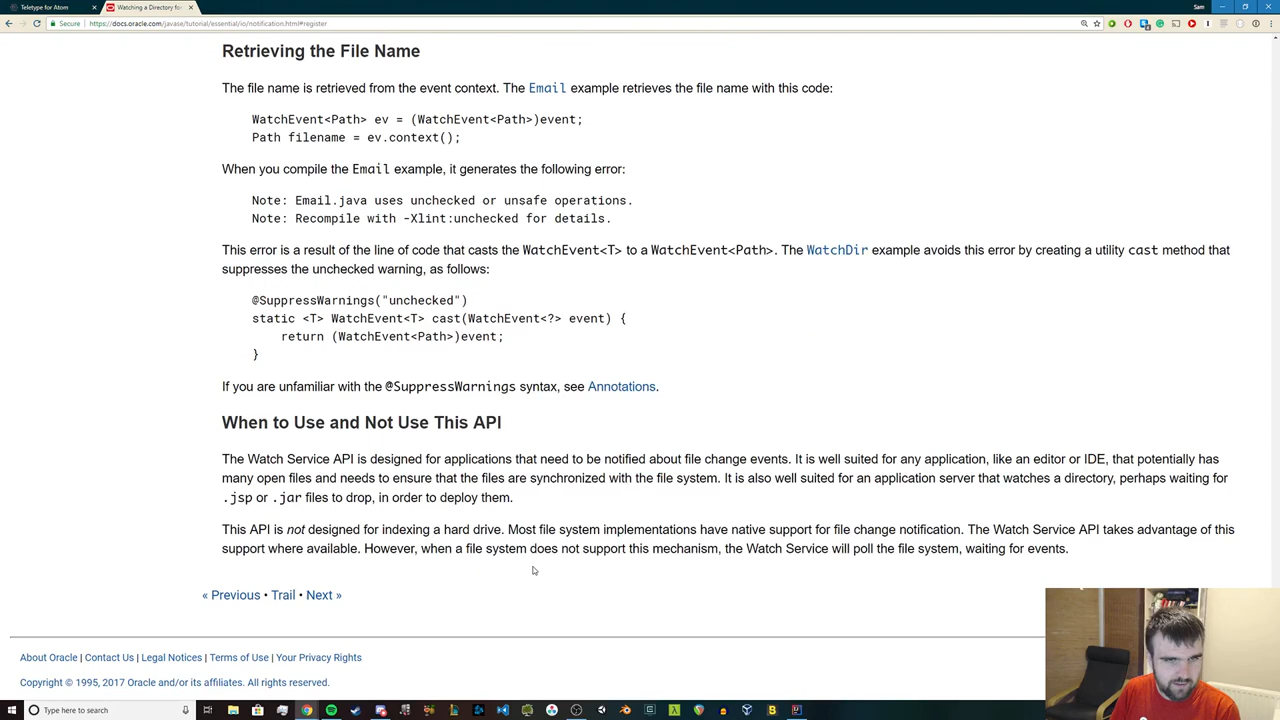 Teletype for Atom
Watching a Directory for
Sam
Secure
https://docs.oracle.com/javase/tutorial/essential/io/notification.html#register
Retrieving the File Name
The file name is retrieved from the event context. The Email example retrieves the file name with this code:
WatchEvent<Path> ev = (WatchEvent<Path>)event;
Path filename = ev.context();
When you compile the Email example, it generates the following error:
Note: Email.java uses unchecked or unsafe operations.
Note: Recompile with -Xlint:unchecked for details.
This error is a result of the line of code that casts the WatchEvent<T> to a WatchEvent<Path>. The WatchDir example avoids this error by creating a utility cast method that
suppresses the unchecked warning, as follows:
@SuppressWarnings("unchecked")
static <T> WatchEvent<T> cast(WatchEvent<?> event) {
return (WatchEvent<Path>)event;
}
If you are unfamiliar with the @SuppressWarnings syntax, see Annotations.
When to Use and Not Use This API
The Watch Service API is designed for applications that need to be notified about file change events. It is well suited for any application, like an editor or IDE, that potentially has
many open files and needs to ensure that the files are synchronized with the file system. It is also well suited for an application server that watches a directory, perhaps waiting for
.jsp or .jar files to drop, in order to deploy them.
This API is not designed for indexing a hard drive. Most file system implementations have native support for file change notification. The Watch Service API takes advantage of this
support where available. However, when a file system does not support this mechanism, the Watch Service will poll the file system, waiting for events.
« Previous • Trail • Next »
About Oracle | Contact Us | Legal Notices | Terms of Use | Your Privacy Rights
Copyright © 1995, 2017 Oracle and/or its affiliates. All rights reserved.
Type here to search